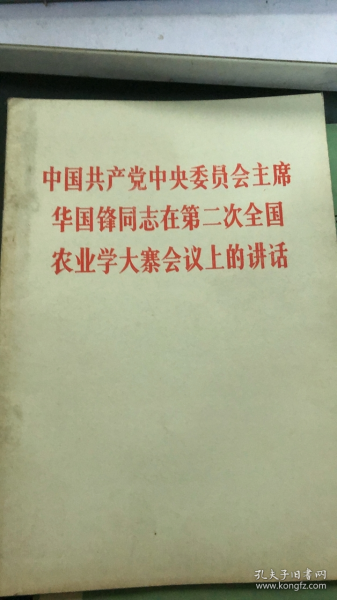 中国共产党中央委员会主席
华国锋同志在第二次全国
农业学大寨会议上的讲话
孔夫子旧书网
www.kongfz.com